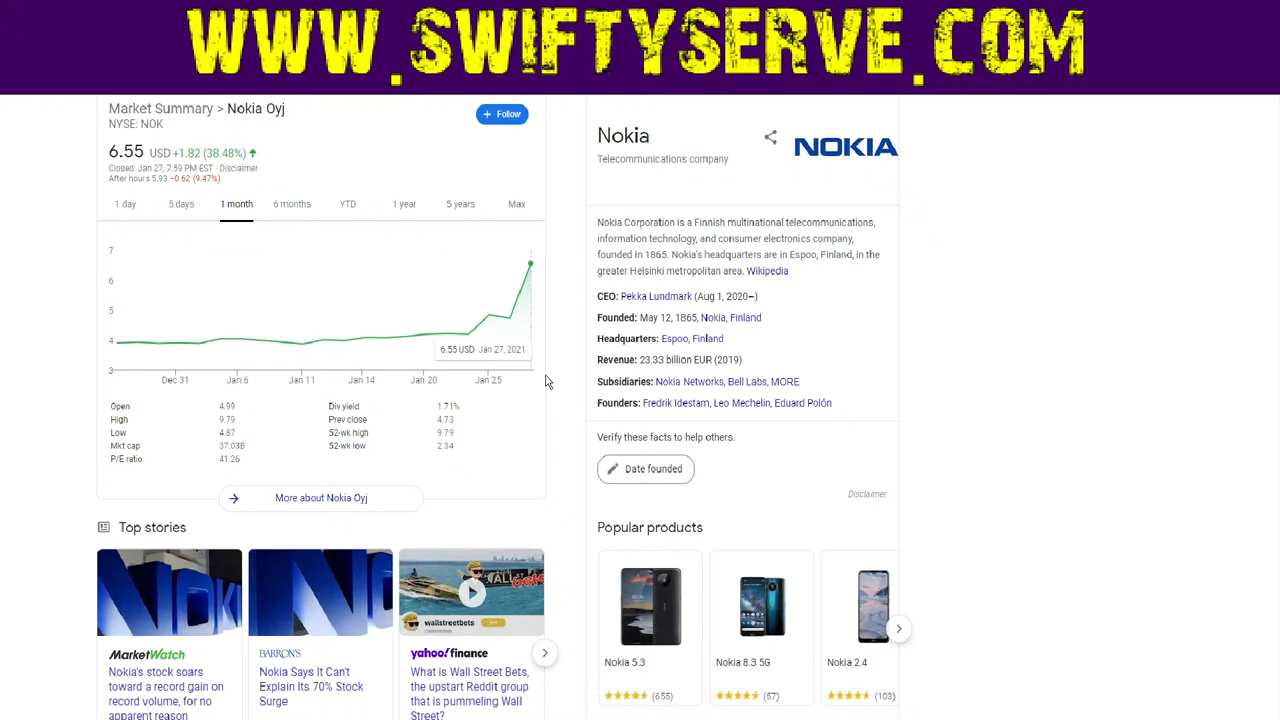 WWW.SWIFTYSERVE.COM
Market Summary > Nokia Oyj
NYSE: NOK
+ Follow
6.55 USD +1.82 (38.48%)
Closed: Jan 27, 7:59 PM EST · Disclaimer
After hours 5.93 −0.62 (9.47%)
1 day 5 days 1 month 6 months YTD 1 year 5 years Max
7
6
5
4
3
6.55 USD Jan 27, 2021
Dec 31 Jan 6 Jan 11 Jan 14 Jan 20 Jan 25
Open 4.99 Div yield 1.71%
High 9.79 Prev close 4.73
Low 4.87 52-wk high 9.79
Mkt cap 37.03B 52-wk low 2.34
P/E ratio 41.26
More about Nokia Oyj
Top stories
wallstreetbets
MarketWatch
Nokia's stock soars
toward a record gain on
record volume, for no
apparent reason
BARRON'S
Nokia Says It Can't
Explain Its 70% Stock
Surge
yahoo!finance
What is Wall Street Bets,
the upstart Reddit group
that is pummeling Wall
Street?
Nokia
Telecommunications company
NOKIA
Nokia Corporation is a Finnish multinational telecommunications,
information technology, and consumer electronics company,
founded in 1865. Nokia's headquarters are in Espoo, Finland, in the
greater Helsinki metropolitan area. Wikipedia
CEO: Pekka Lundmark (Aug 1, 2020–)
Founded: May 12, 1865, Nokia, Finland
Headquarters: Espoo, Finland
Revenue: 23.33 billion EUR (2019)
Subsidiaries: Nokia Networks, Bell Labs, MORE
Founders: Fredrik Idestam, Leo Mechelin, Eduard Polón
Verify these facts to help others.
Date founded
Disclaimer
Popular products
Nokia 5.3
(655)
Nokia 8.3 5G
(57)
Nokia 2.4
(103)